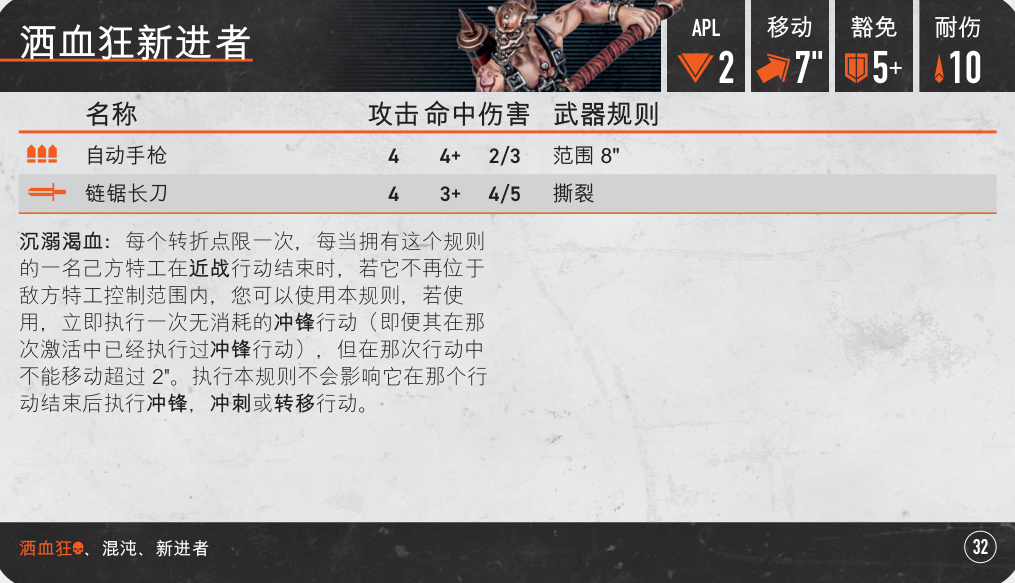 洒血狂新进者
APL 移动 豁免 耐伤
2 7" 5+ 10
名称 攻击 命中 伤害 武器规则
自动手枪 4 4+ 2/3 范围 8"
链锯长刀 4 3+ 4/5 撕裂
沉溺渴血：每个转折点限一次，每当拥有这个规则
的一名己方特工在近战行动结束时，若它不再位于
敌方特工控制范围内，您可以使用本规则，若使
用，立即执行一次无消耗的冲锋行动（即便其在那
次激活中已经执行过冲锋行动），但在那次行动中
不能移动超过 2"。执行本规则不会影响它在那个行
动结束后执行冲锋，冲刺或转移行动。
洒血狂、混沌、新进者
32